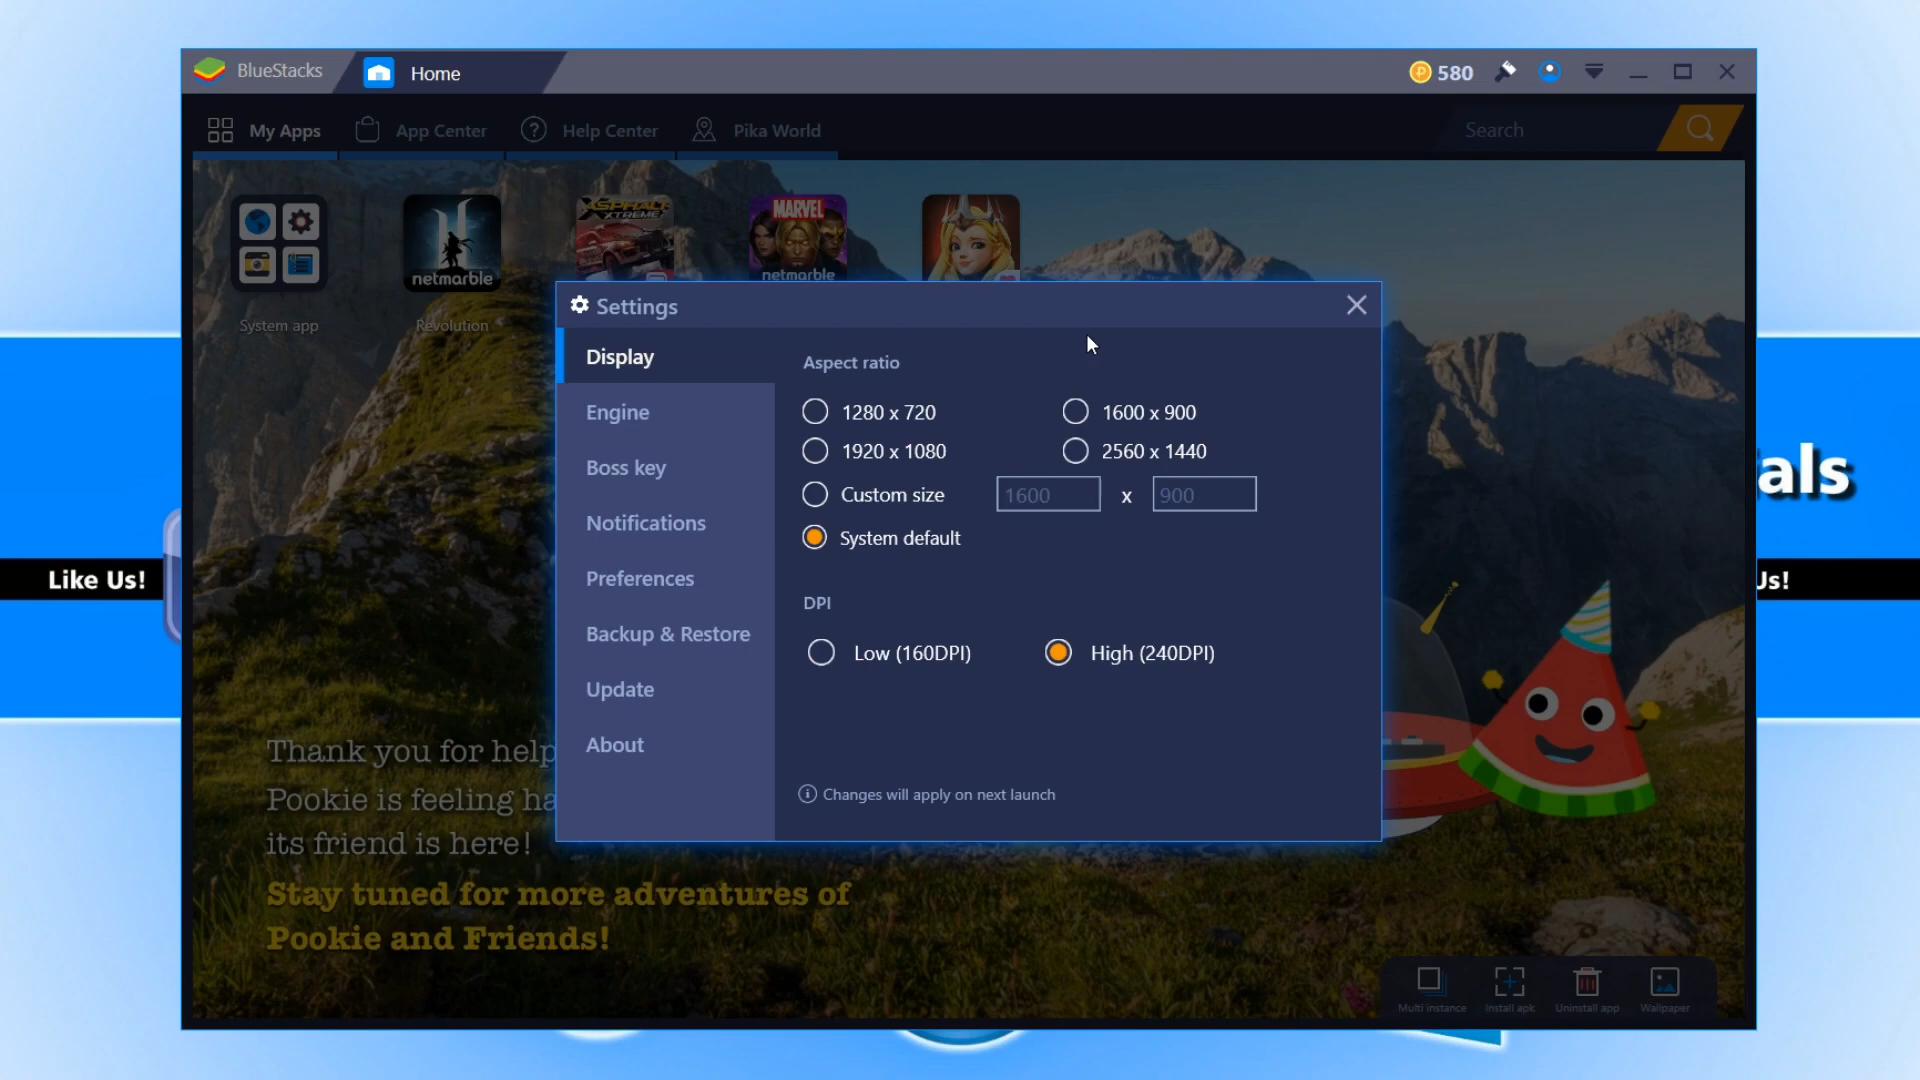 BlueStacks
Home
580
My Apps
App Center
Help Center
Pika World
Search
ASPHALT
XTREME
MARVEL
netmarble
netmarble
System app
Revolution
Settings
Display
Engine
Boss key
Notifications
Preferences
Backup & Restore
Update
About
Aspect ratio
1280 x 720
1600 x 900
1920 x 1080
2560 x 1440
Custom size
1600 x 900
System default
DPI
Low (160DPI)
High (240DPI)
Changes will apply on next launch
als
Like Us!
Us!
Thank you for help
Pookie is feeling ha
its friend is here!
Stay tuned for more adventures of
Pookie and Friends!
Multi instance
Install apk
Uninstall app
Wallpaper